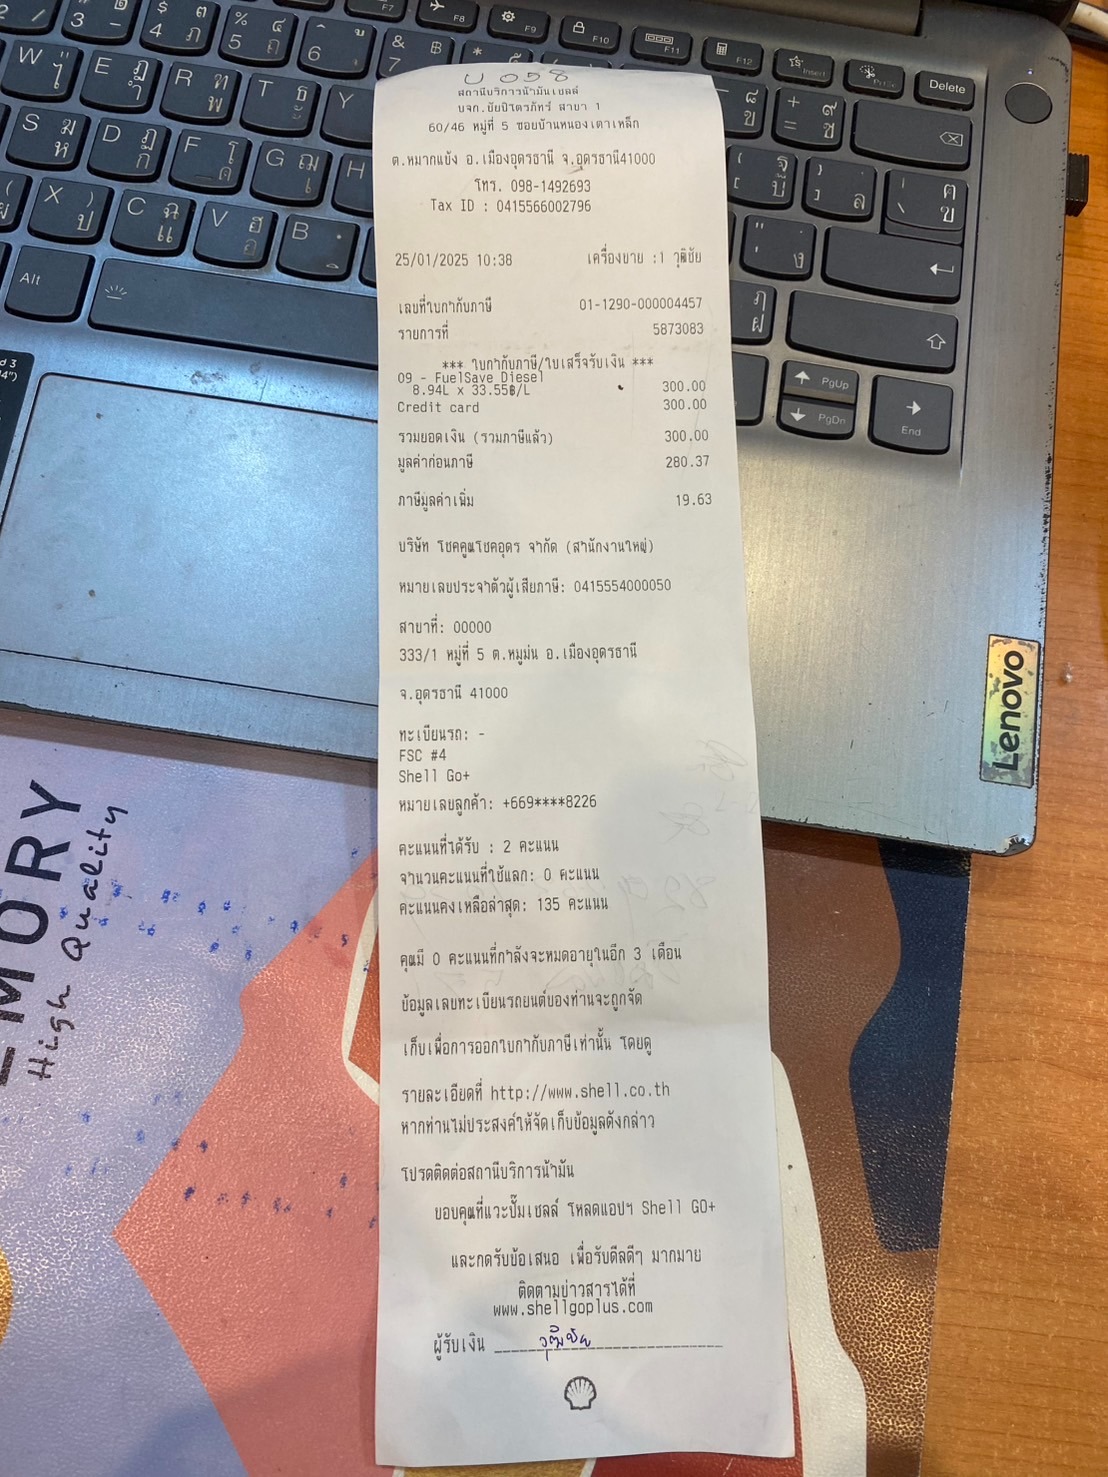 U 058
สถานีบริการน้ำมันเชลล์
บจก.ชัยปิโตรภัทร์ สาขา 1
60/46 หมู่ที่ 5 ซอยบ้านหนองเตาเหล็ก
ต.หมากแข้ง อ.เมืองอุดรธานี จ.อุดรธานี41000
โทร. 098-1492693
Tax ID : 0415566002796
25/01/2025 10:38 เครื่องขาย :1 วุฒิชัย
เลขที่ใบกำกับภาษี 01-1290-000004457
รายการที่ 5873083
*** ใบกำกับภาษี/ใบเสร็จรับเงิน ***
09 - FuelSave Diesel
8.94L x 33.55฿/L 300.00
Credit card 300.00
รวมยอดเงิน (รวมภาษีแล้ว) 300.00
มูลค่าก่อนภาษี 280.37
ภาษีมูลค่าเพิ่ม 19.63
บริษัท โชคคูณโชคอุดร จำกัด (สำนักงานใหญ่)
หมายเลขประจำตัวผู้เสียภาษี: 0415554000050
สาขาที่: 00000
333/1 หมู่ที่ 5 ต.หมูม่น อ.เมืองอุดรธานี
จ.อุดรธานี 41000
ทะเบียนรถ: -
FSC #4
Shell Go+
หมายเลขลูกค้า: +669****8226
คะแนนที่ได้รับ : 2 คะแนน
จำนวนคะแนนที่ใช้แลก: 0 คะแนน
คะแนนคงเหลือล่าสุด: 135 คะแนน
คุณมี 0 คะแนนที่กำลังจะหมดอายุในอีก 3 เดือน
ข้อมูลเลขทะเบียนรถยนต์ของท่านจะถูกจัด
เก็บเพื่อการออกใบกำกับภาษีเท่านั้น โดยดู
รายละเอียดที่ http://www.shell.co.th
หากท่านไม่ประสงค์ให้จัดเก็บข้อมูลดังกล่าว
โปรดติดต่อสถานีบริการน้ำมัน
ขอบคุณที่แวะปั๊มเชลล์ โหลดแอปฯ Shell GO+
และกดรับข้อเสนอ เพื่อรับดีลดีๆ มากมาย
ติดตามข่าวสารได้ที่
www.shellgoplus.com
ผู้รับเงิน วุฒิชัย
Lenovo
EMORY
High Quality
F7
F8
F9
F10
F11
F12
Insert
Delete
PgUp
PgDn
End
Alt
W
E
R
T
Y
S
D
F
G
H
X
C
V
B